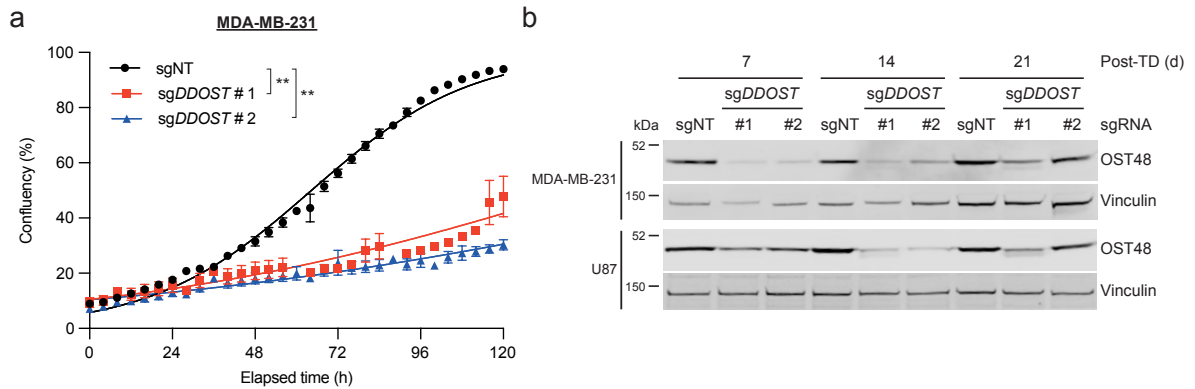 a
MDA-MB-231
sgNT
sgDDOST # 1
sgDDOST # 2
**
**
100
80
60
40
20
0
Confluency (%)
0 24 48 72 96 120
Elapsed time (h)
b
7 14 21 Post-TD (d)
sgDDOST sgDDOST sgDDOST
kDa sgNT #1 #2 sgNT #1 #2 sgNT #1 #2 sgRNA
MDA-MB-231
52 OST48
150 Vinculin
U87
52 OST48
150 Vinculin